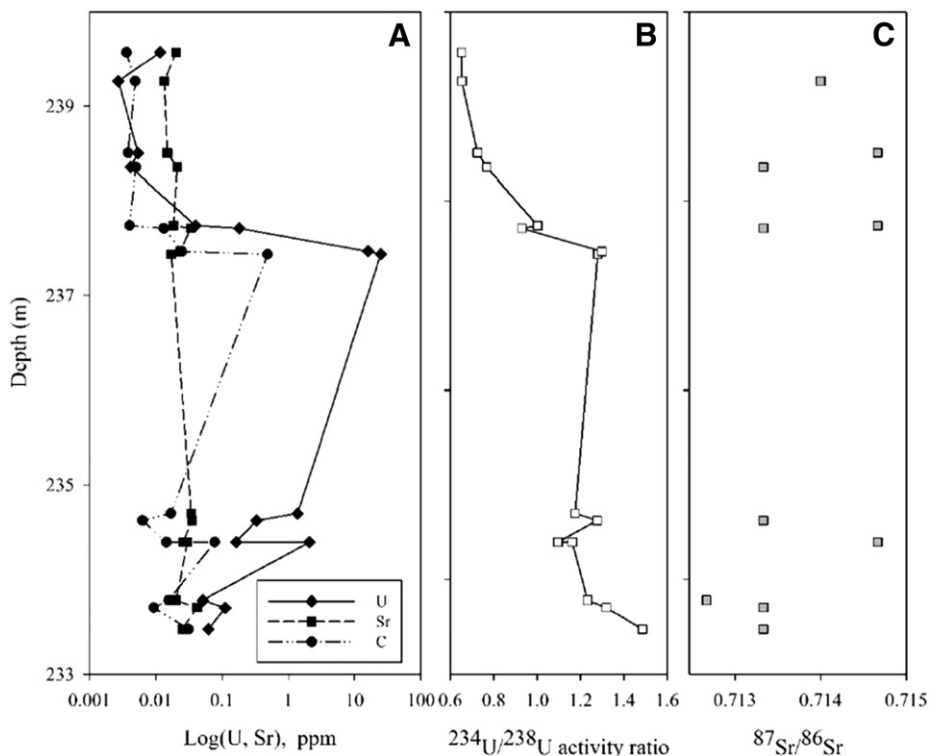 A
B
C
239
237
235
233
Depth (m)
U
Sr
C
0.001 0.01 0.1 1 10 100
0.6 0.8 1.0 1.2 1.4 1.6
0.713 0.714 0.715
Log(U, Sr), ppm
234U/238U activity ratio
87Sr/86Sr